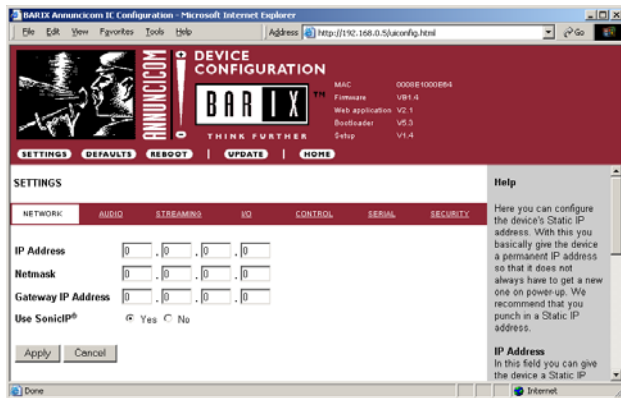 BARIX Annuncicom IC Configuration - Microsoft Internet Explorer
File Edit View Favorites Tools Help Address http://192.168.0.5/uiconfig.html Go
ANNUNCICOM
DEVICE
CONFIGURATION
BARIX TM
THINK FURTHER
MAC 0008E1000E64
Firmware VB1.4
Web application V2.1
Bootloader V5.3
Setup V1.4
SETTINGS DEFAULTS REBOOT | UPDATE | HOME
SETTINGS
NETWORK AUDIO STREAMING I/O CONTROL SERIAL SECURITY
IP Address 0 . 0 . 0 . 0
Netmask 0 . 0 . 0 . 0
Gateway IP Address 0 . 0 . 0 . 0
Use SonicIP® Yes No
Apply Cancel
Help
Here you can configure
the device's Static IP
address. With this you
basically give the device
a permanent IP address
so that it does not
always have to get a new
one on power-up. We
recommend that you
punch in a Static IP
address.
IP Address
In this field you can give
the device a Static IP
Done Internet